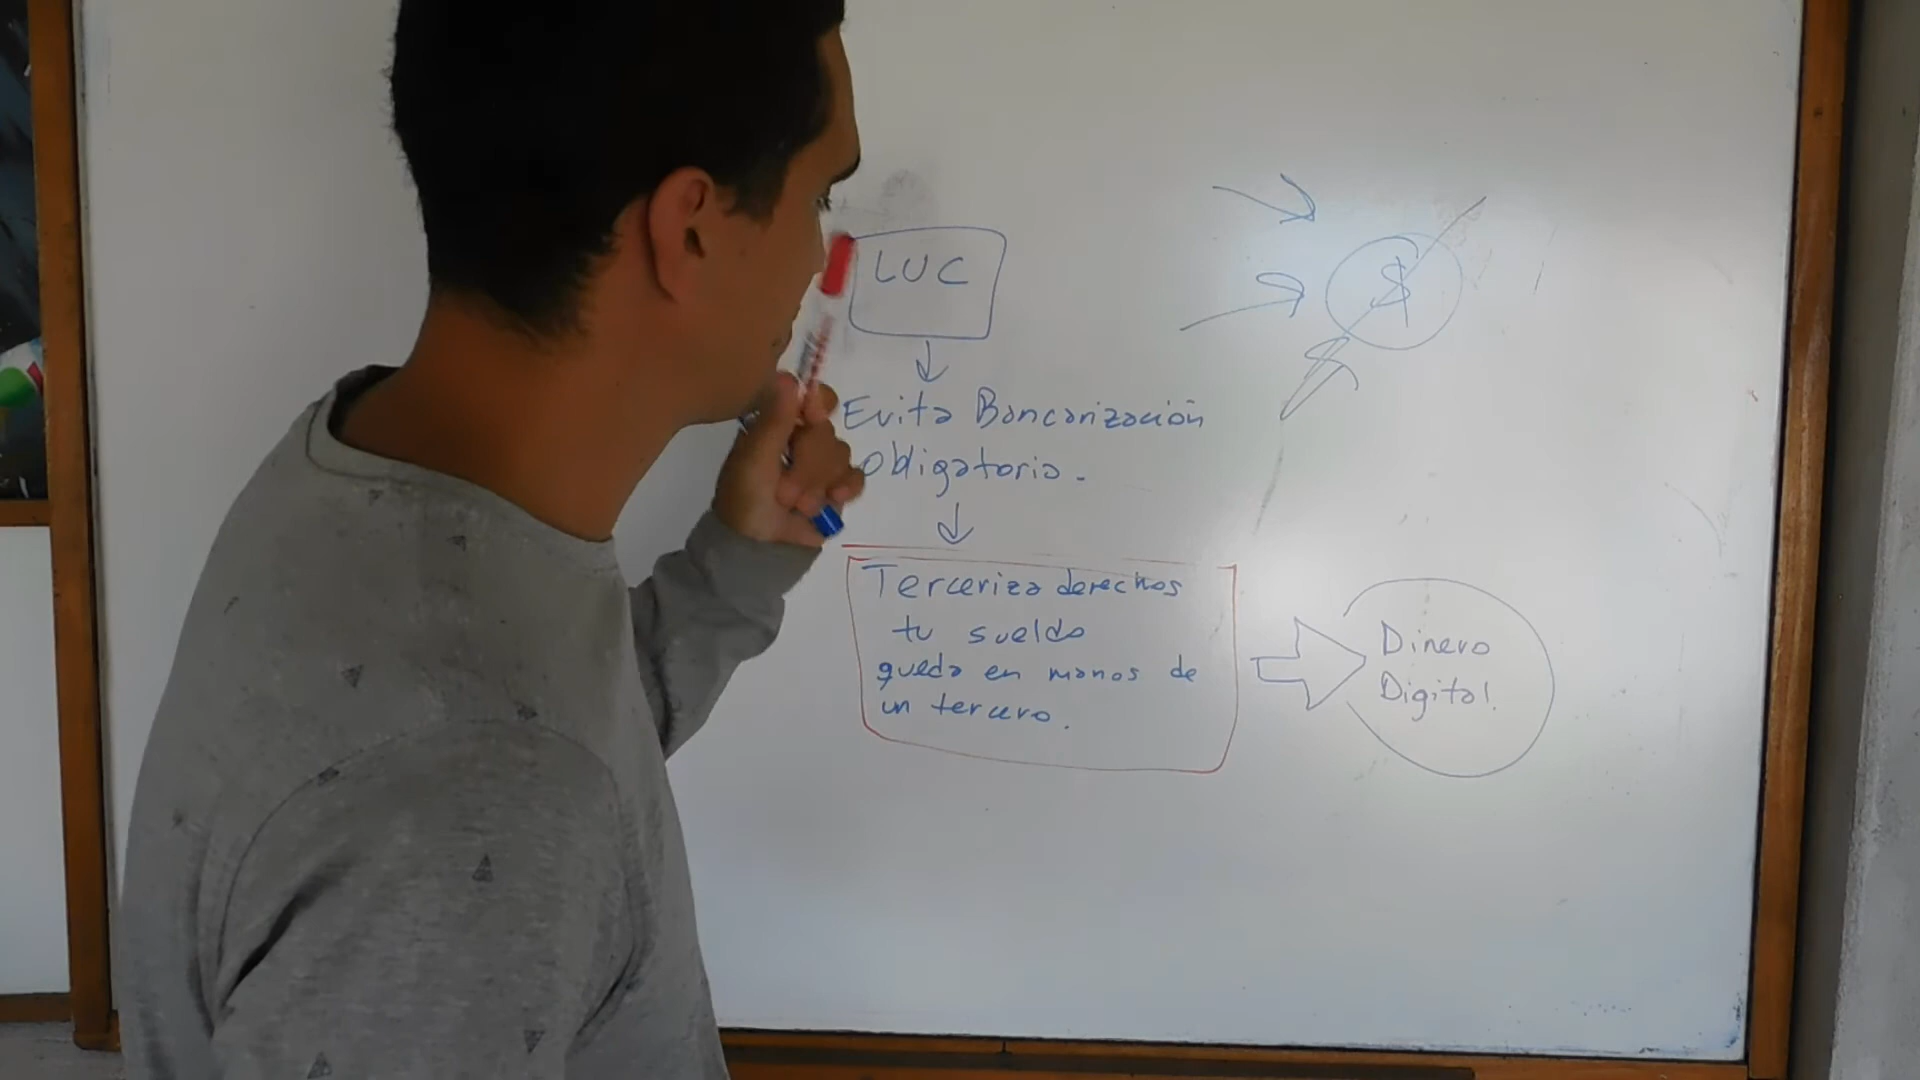 LUC
$
Evita Bancarización
obligatoria.
Terceriza derechos
tu sueldo
queda en manos de
un tercero.
Dinero
Digital.